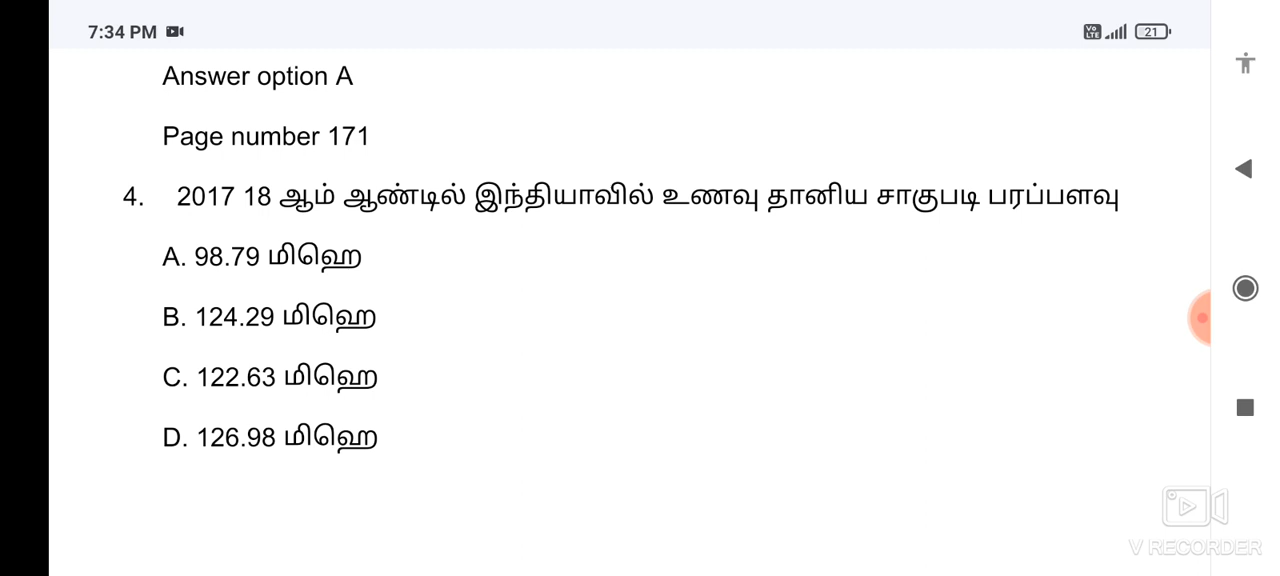 7:34 PM
VoLTE 21
Answer option A
Page number 171
4. 2017 18 ஆம் ஆண்டில் இந்தியாவில் உணவு தானிய சாகுபடி பரப்பளவு
A. 98.79 மிஹெ
B. 124.29 மிஹெ
C. 122.63 மிஹெ
D. 126.98 மிஹெ
V RECORDER